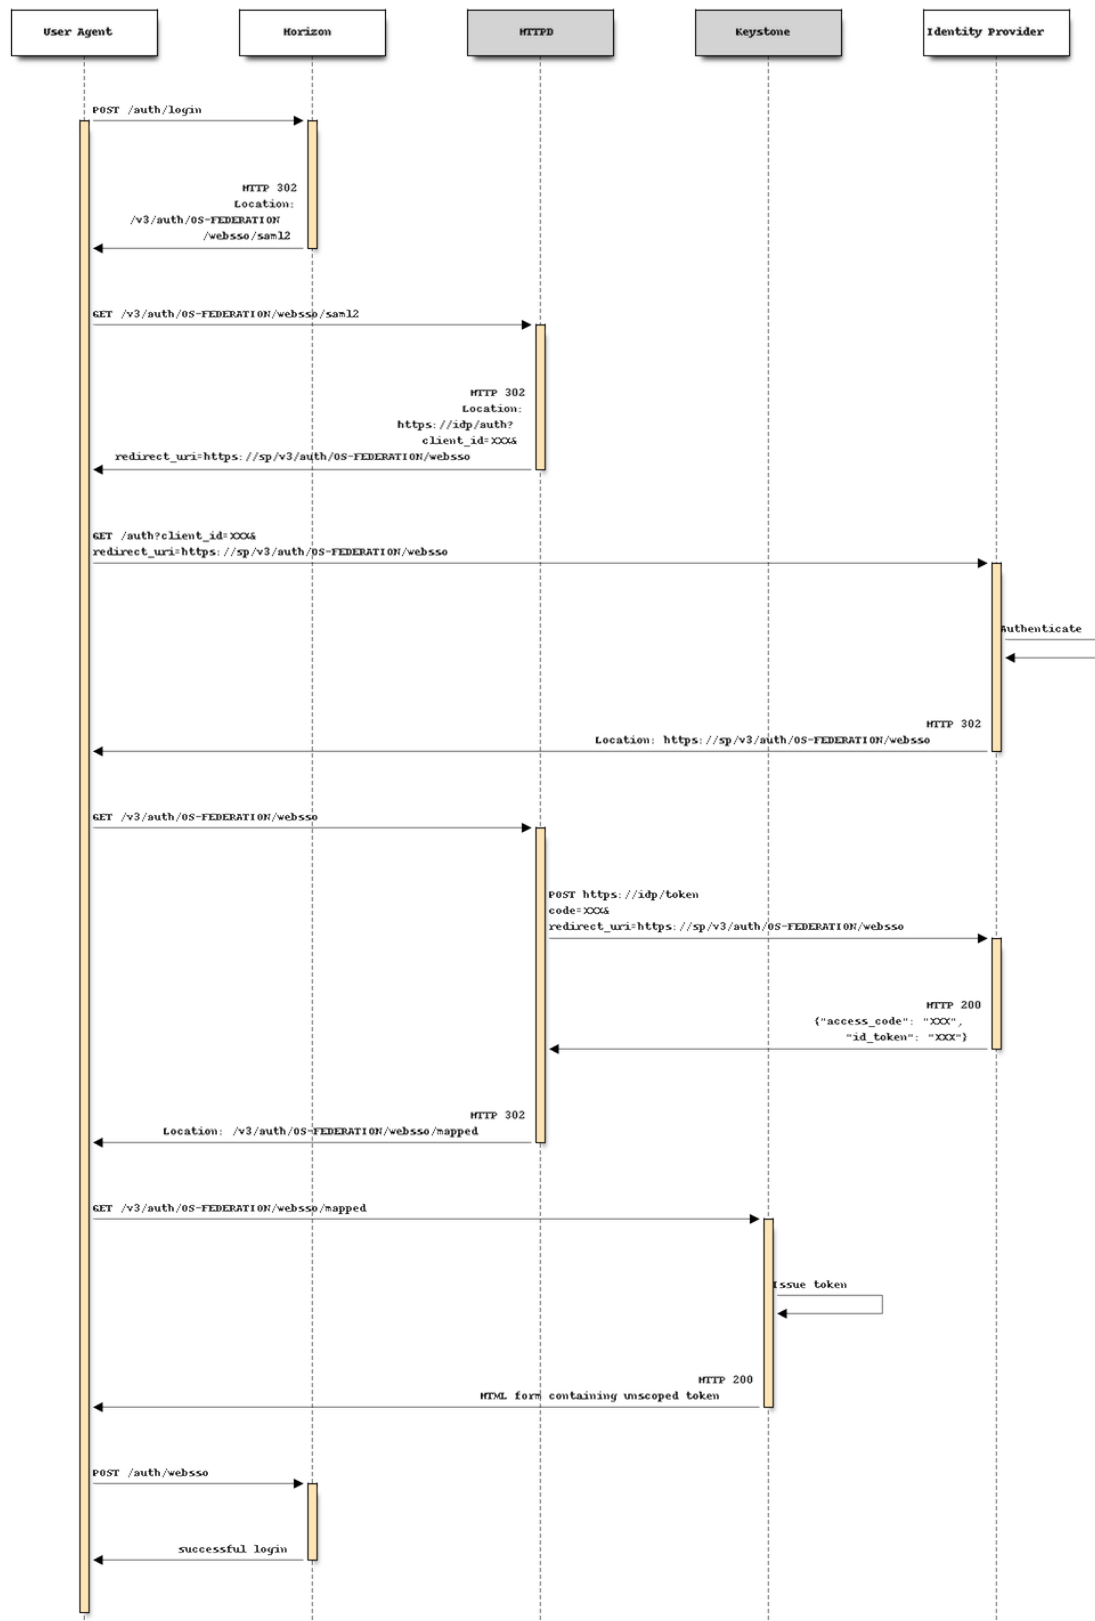 User Agent
Horizon
HTTPD
Keystone
Identity Provider
POST /auth/login
HTTP 302
Location:
/v3/auth/OS-FEDERATION
/websso/saml2
GET /v3/auth/OS-FEDERATION/websso/saml2
HTTP 302
Location:
https://idp/auth?
client_id=XXX&
redirect_uri=https://sp/v3/auth/OS-FEDERATION/websso
GET /auth?client_id=XXX&
redirect_uri=https://sp/v3/auth/OS-FEDERATION/websso
Authenticate
HTTP 302
Location: https://sp/v3/auth/OS-FEDERATION/websso
GET /v3/auth/OS-FEDERATION/websso
POST https://idp/token
code=XXX&
redirect_uri=https://sp/v3/auth/OS-FEDERATION/websso
HTTP 200
{"access_code": "XXX",
"id_token": "XXX"}
HTTP 302
Location: /v3/auth/OS-FEDERATION/websso/mapped
GET /v3/auth/OS-FEDERATION/websso/mapped
Issue token
HTTP 200
HTML form containing unscoped token
POST /auth/websso
successful login